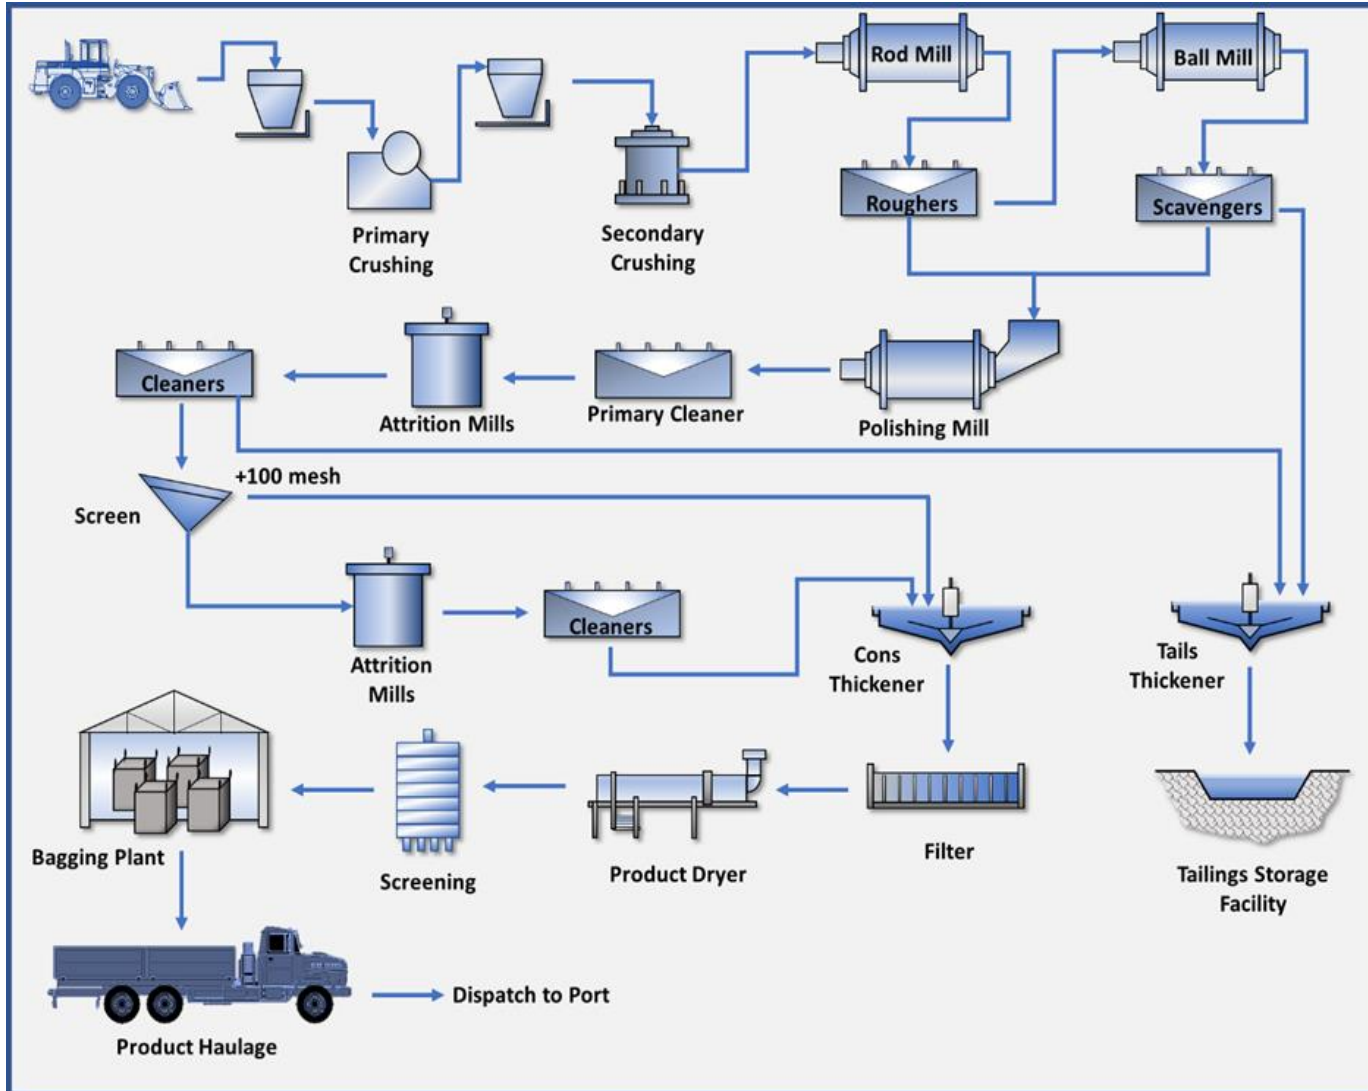 Rod Mill
Ball Mill
Roughers
Scavengers
Primary
Crushing
Secondary
Crushing
Cleaners
Attrition Mills
Primary Cleaner
Polishing Mill
+100 mesh
Screen
Attrition
Mills
Cleaners
Cons
Thickener
Tails
Thickener
Bagging Plant
Screening
Product Dryer
Filter
Tailings Storage
Facility
Product Haulage
Dispatch to Port